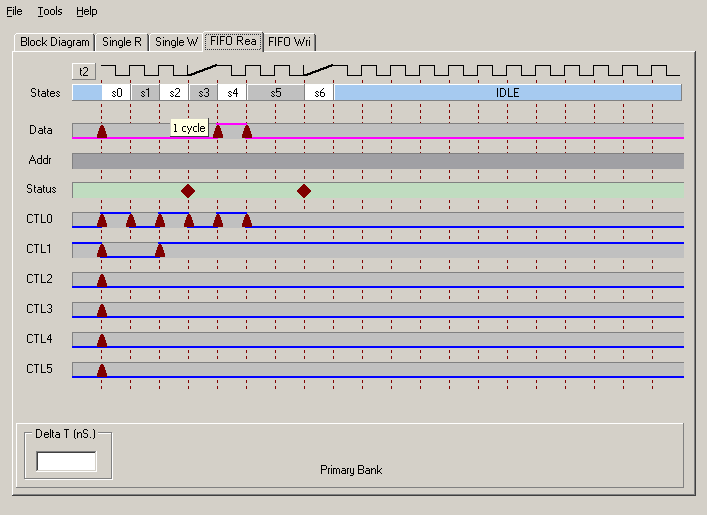 File Tools Help
Block Diagram Single R Single W FIFO Rea FIFO Wri
t2
States s0 s1 s2 s3 s4 s5 s6 IDLE
Data
1 cycle
Addr
Status
CTL0
CTL1
CTL2
CTL3
CTL4
CTL5
Delta T (nS.)
Primary Bank